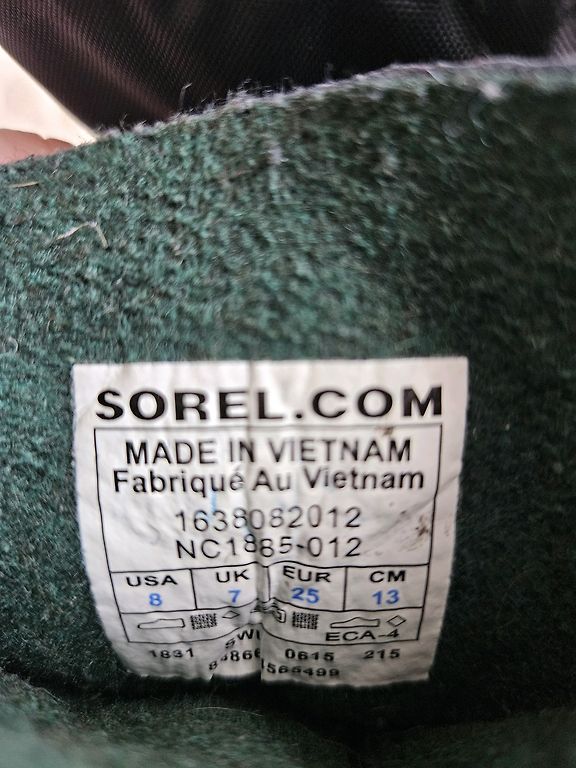 SOREL.COM
MADE IN VIETNAM
Fabriqué Au Vietnam
1638082012
NC1885-012
USA UK EUR CM
8 7 25 13
ECA-4
1631 0615 215